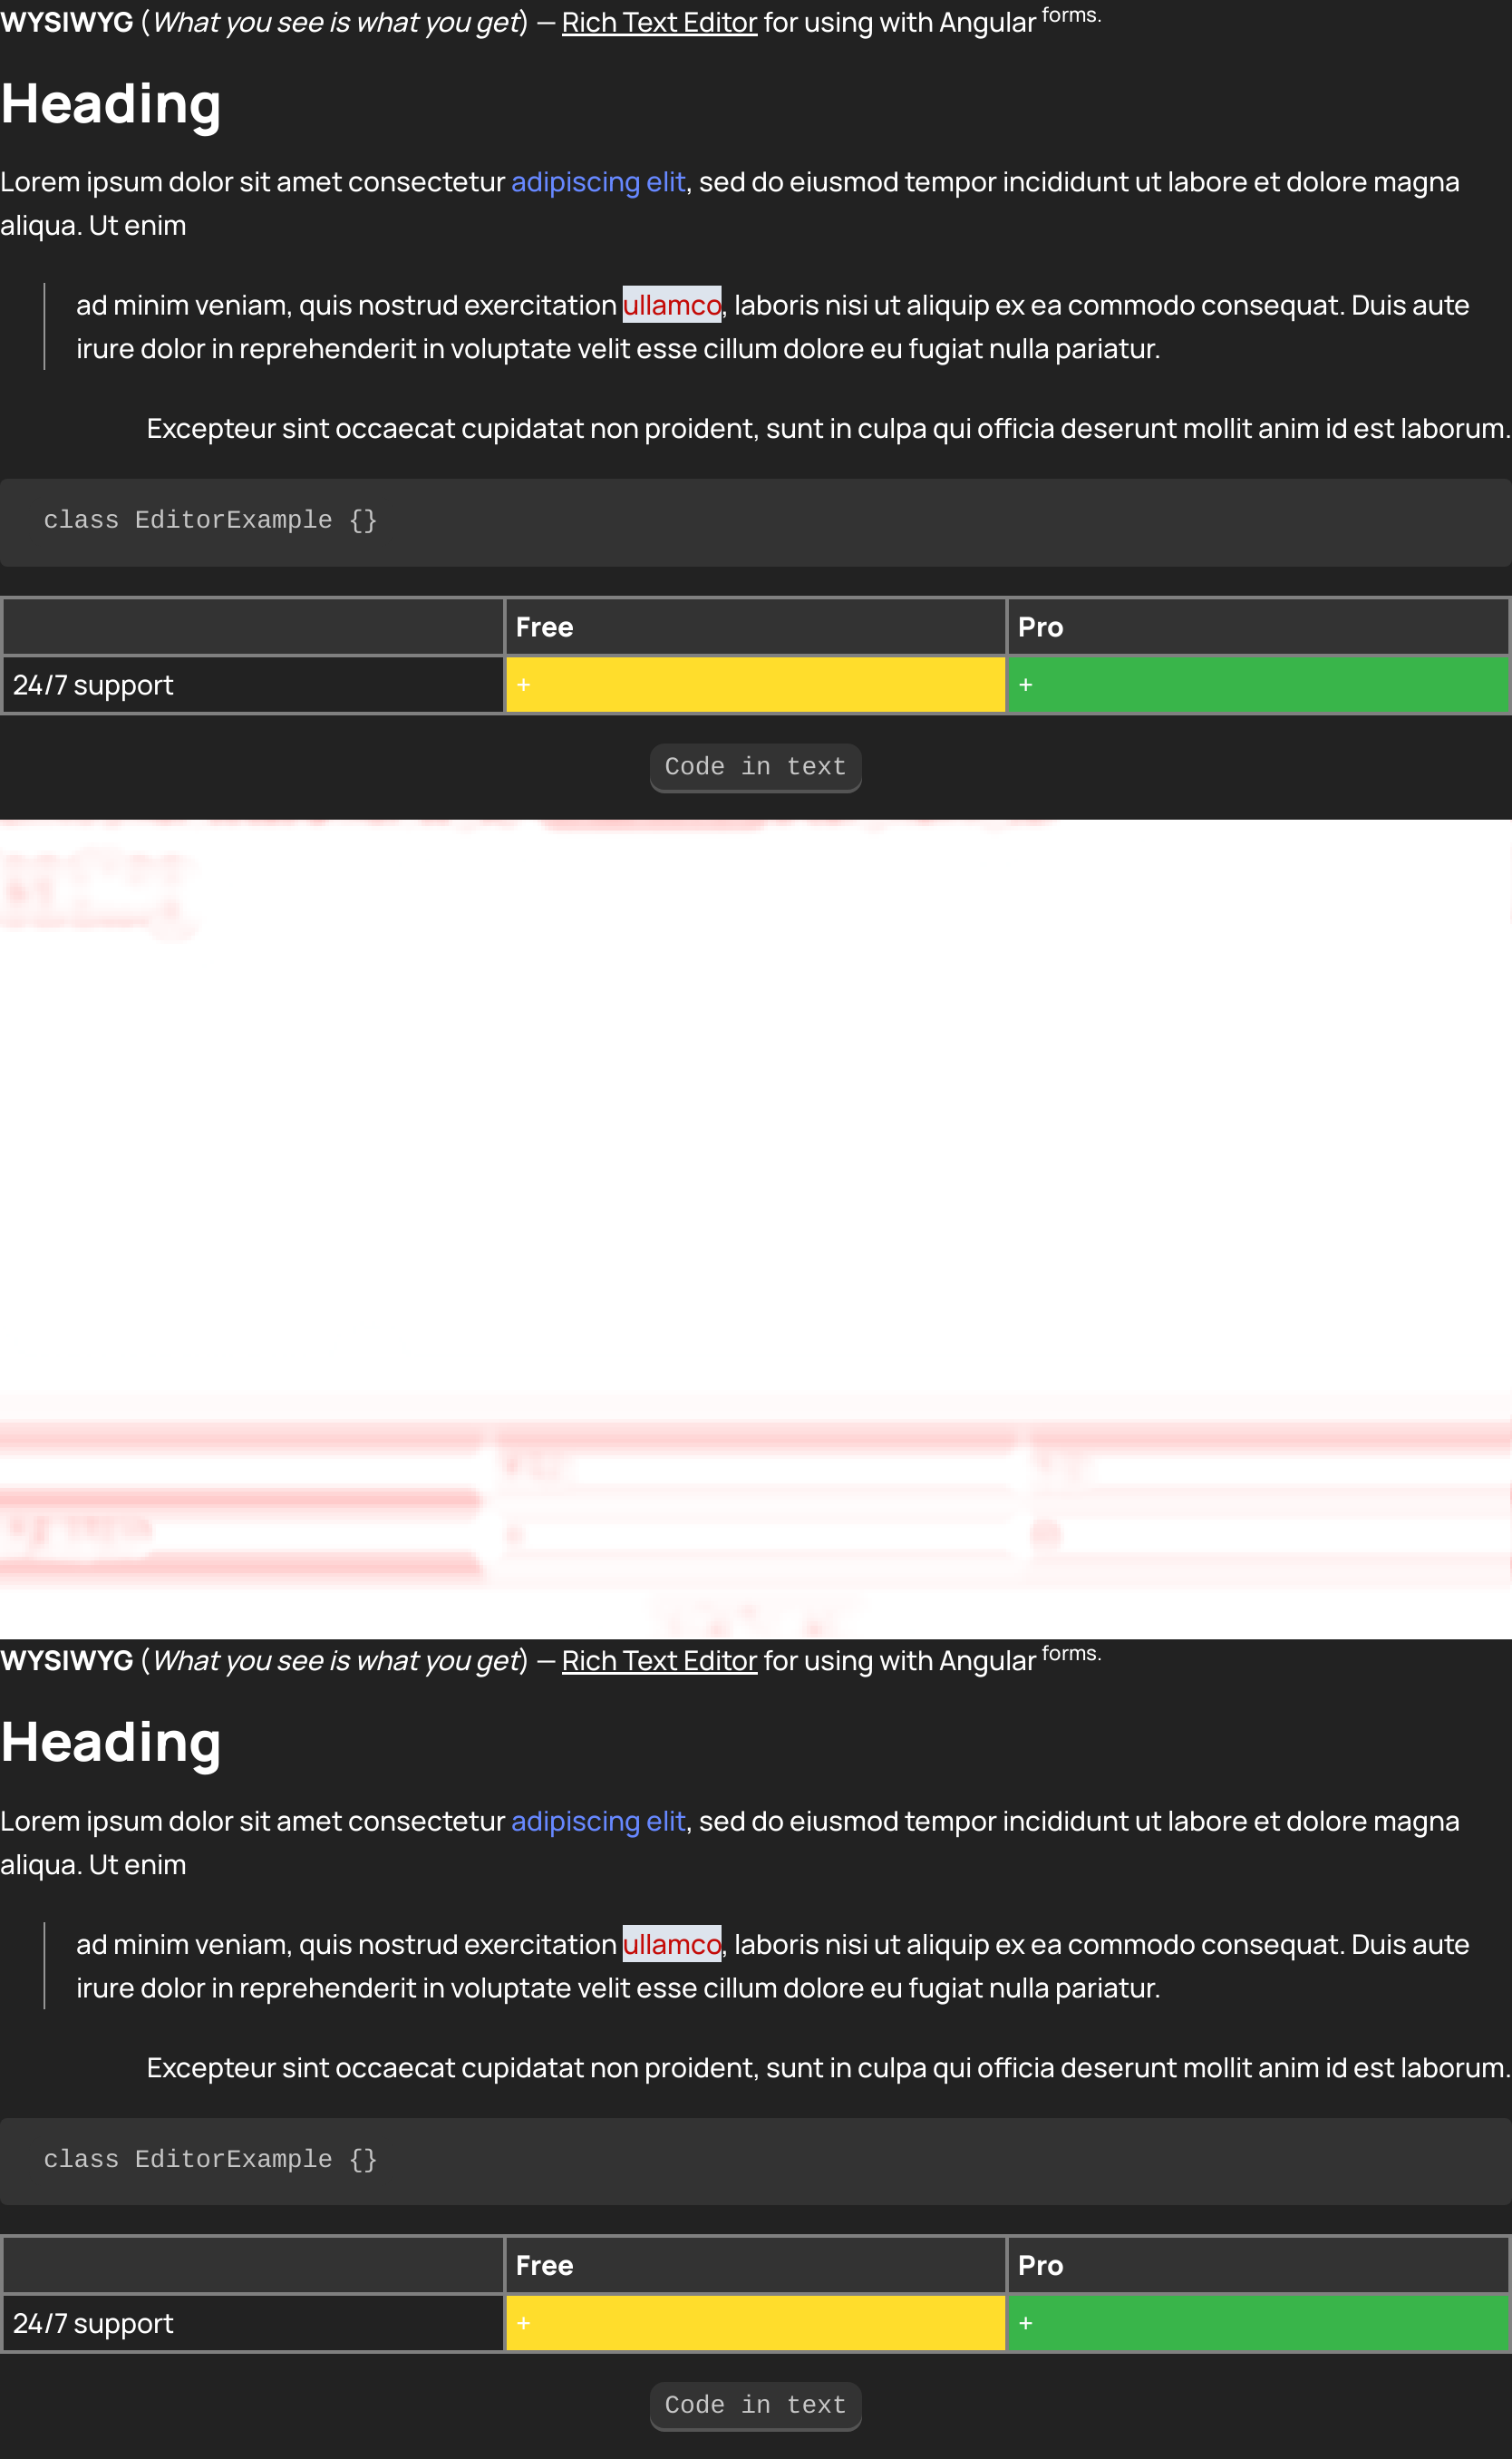 WYSIWYG (What you see is what you get) — Rich Text Editor for using with Angular forms.
Heading
Lorem ipsum dolor sit amet consectetur adipiscing elit, sed do eiusmod tempor incididunt ut labore et dolore magna
aliqua. Ut enim
ad minim veniam, quis nostrud exercitation ullamco, laboris nisi ut aliquip ex ea commodo consequat. Duis aute
irure dolor in reprehenderit in voluptate velit esse cillum dolore eu fugiat nulla pariatur.
Excepteur sint occaecat cupidatat non proident, sunt in culpa qui officia deserunt mollit anim id est laborum.
class EditorExample {}
Free Pro
24/7 support + +
Code in text
WYSIWYG (What you see is what you get) — Rich Text Editor for using with Angular forms.
Heading
Lorem ipsum dolor sit amet consectetur adipiscing elit, sed do eiusmod tempor incididunt ut labore et dolore magna
aliqua. Ut enim
ad minim veniam, quis nostrud exercitation ullamco, laboris nisi ut aliquip ex ea commodo consequat. Duis aute
irure dolor in reprehenderit in voluptate velit esse cillum dolore eu fugiat nulla pariatur.
Excepteur sint occaecat cupidatat non proident, sunt in culpa qui officia deserunt mollit anim id est laborum.
class EditorExample {}
Free Pro
24/7 support + +
Code in text